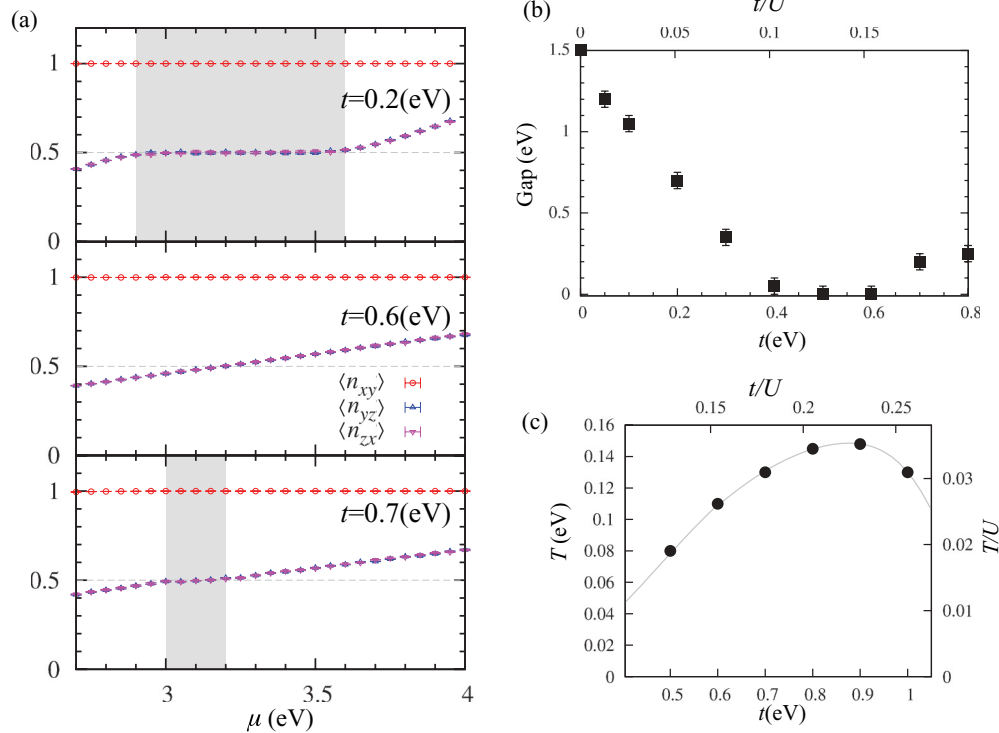 (a)
1
t=0.2(eV)
0.5
0
1
t=0.6(eV)
0.5
⟨nxy⟩
⟨nyz⟩
⟨nzx⟩
0
1
t=0.7(eV)
0.5
0
3 3.5 4
μ (eV)
(b)
t/U
0 0.05 0.1 0.15
1.5
1
0.5
0
Gap (eV)
0 0.2 0.4 0.6 0.8
t(eV)
(c)
t/U
0.15 0.2 0.25
0.16
0.14
0.12
0.1
0.08
0.06
0.04
0.02
0
T (eV)
0.03
0.02
0.01
0
T/U
0.5 0.6 0.7 0.8 0.9 1
t(eV)